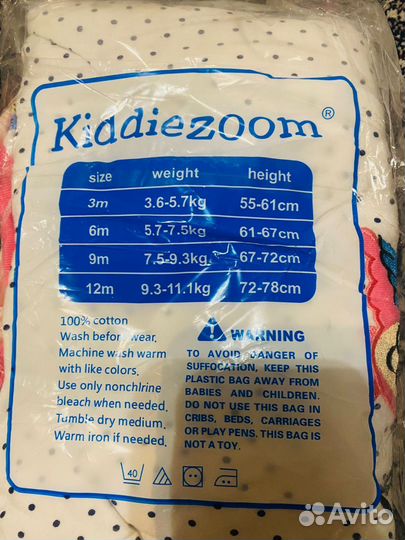 Kiddiezoom®
size weight height
3m 3.6-5.7kg 55-61cm
6m 5.7-7.5kg 61-67cm
9m 7.5-9.3kg 67-72cm
12m 9.3-11.1kg 72-78cm
100% cotton
Wash before wear.
Machine wash warm
with like colors.
Use only nonchlrine
bleach when needed.
Tumble dry medium.
Warm iron if needed.
WARNING
TO AVOID DANGER OF
SUFFOCATION, KEEP THIS
PLASTIC BAG AWAY FROM
BABIES AND CHILDREN.
DO NOT USE THIS BAG IN
CRIBS, BEDS, CARRIAGES
OR PLAY PENS. THIS BAG IS
NOT A TOY.
40
Avito